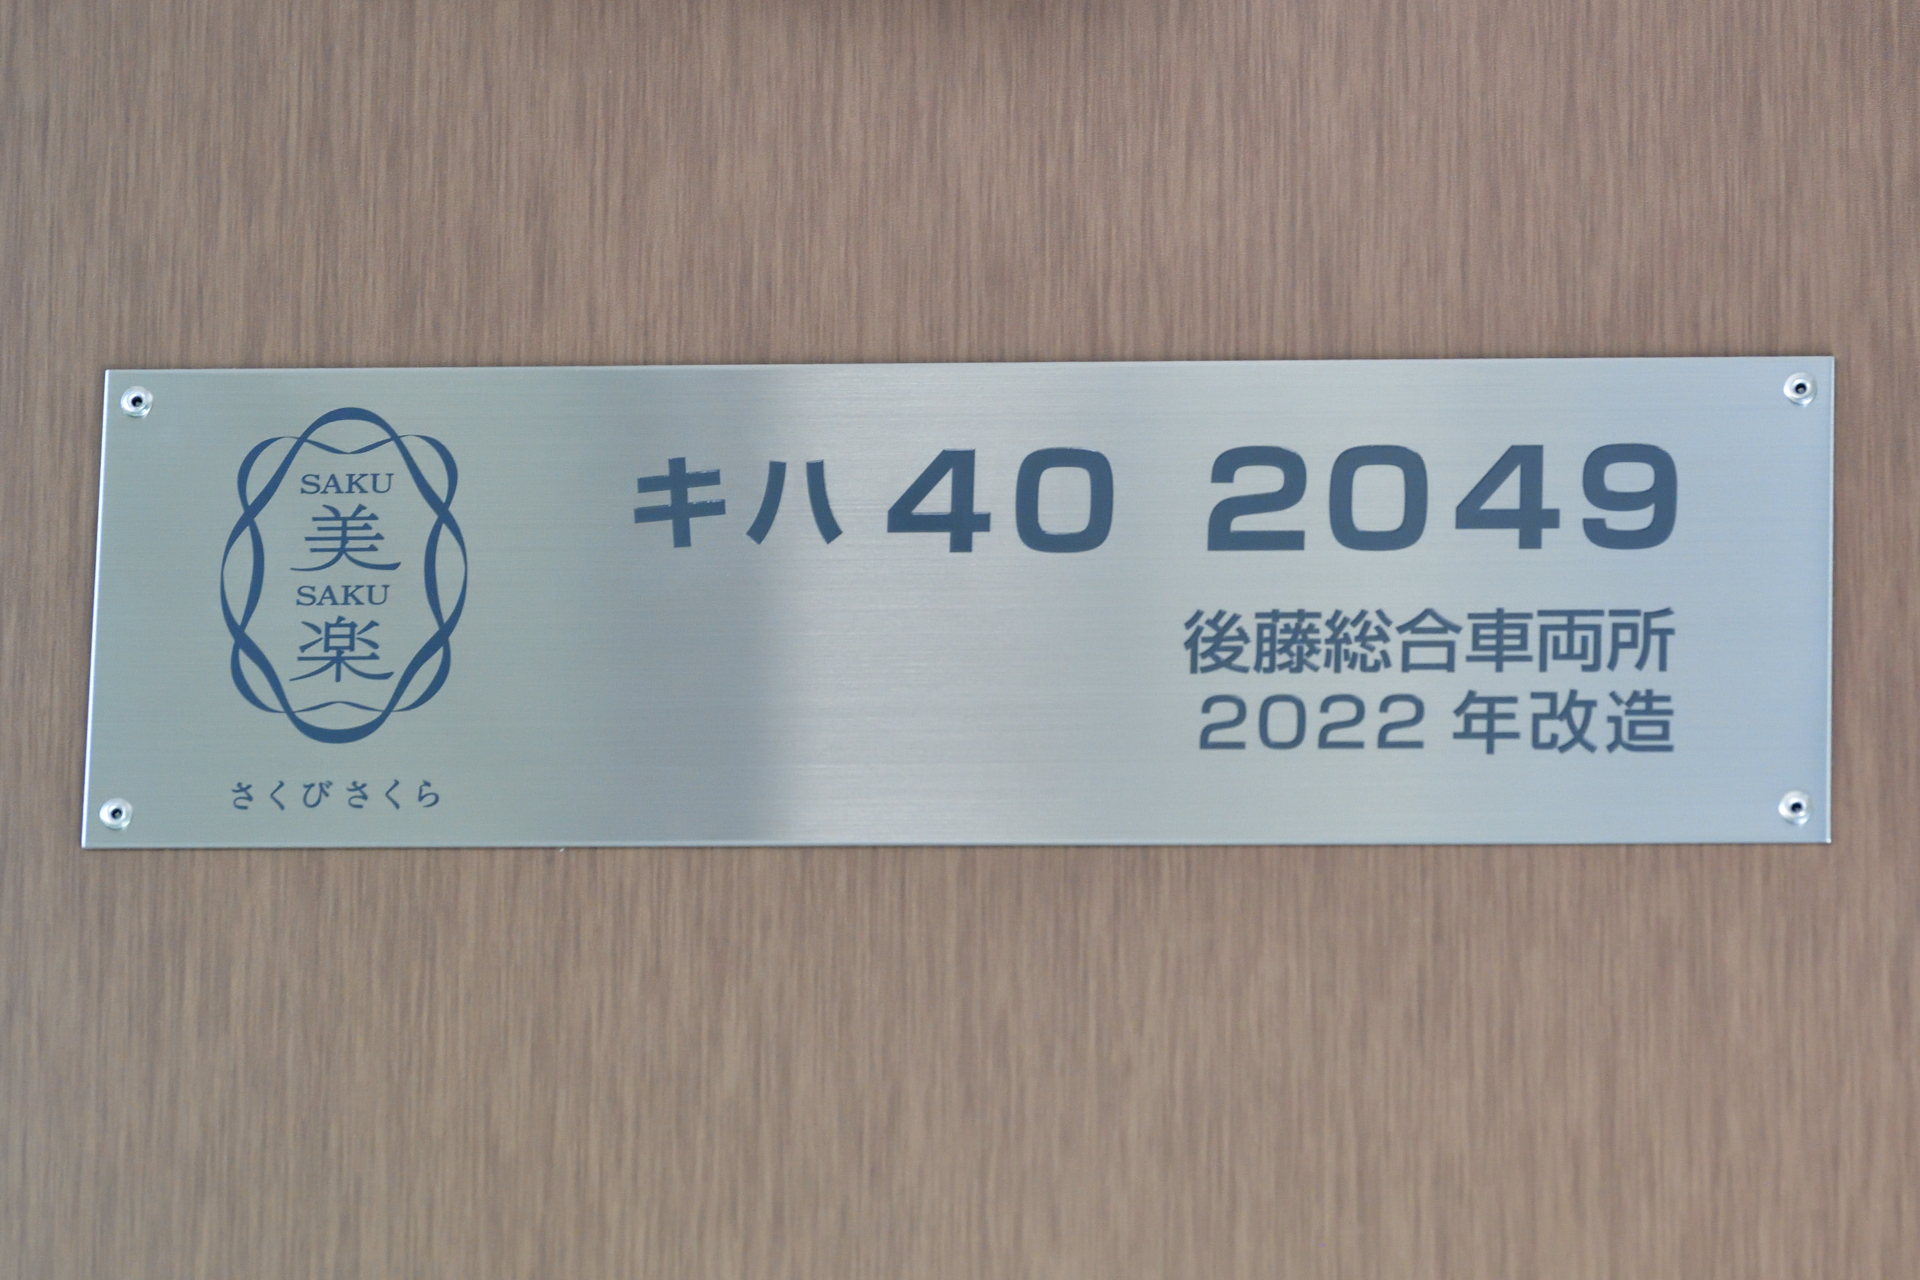 SAKU
美
SAKU
楽
さくび さくら
キハ 40 2049
後藤総合車両所
2022 年改造